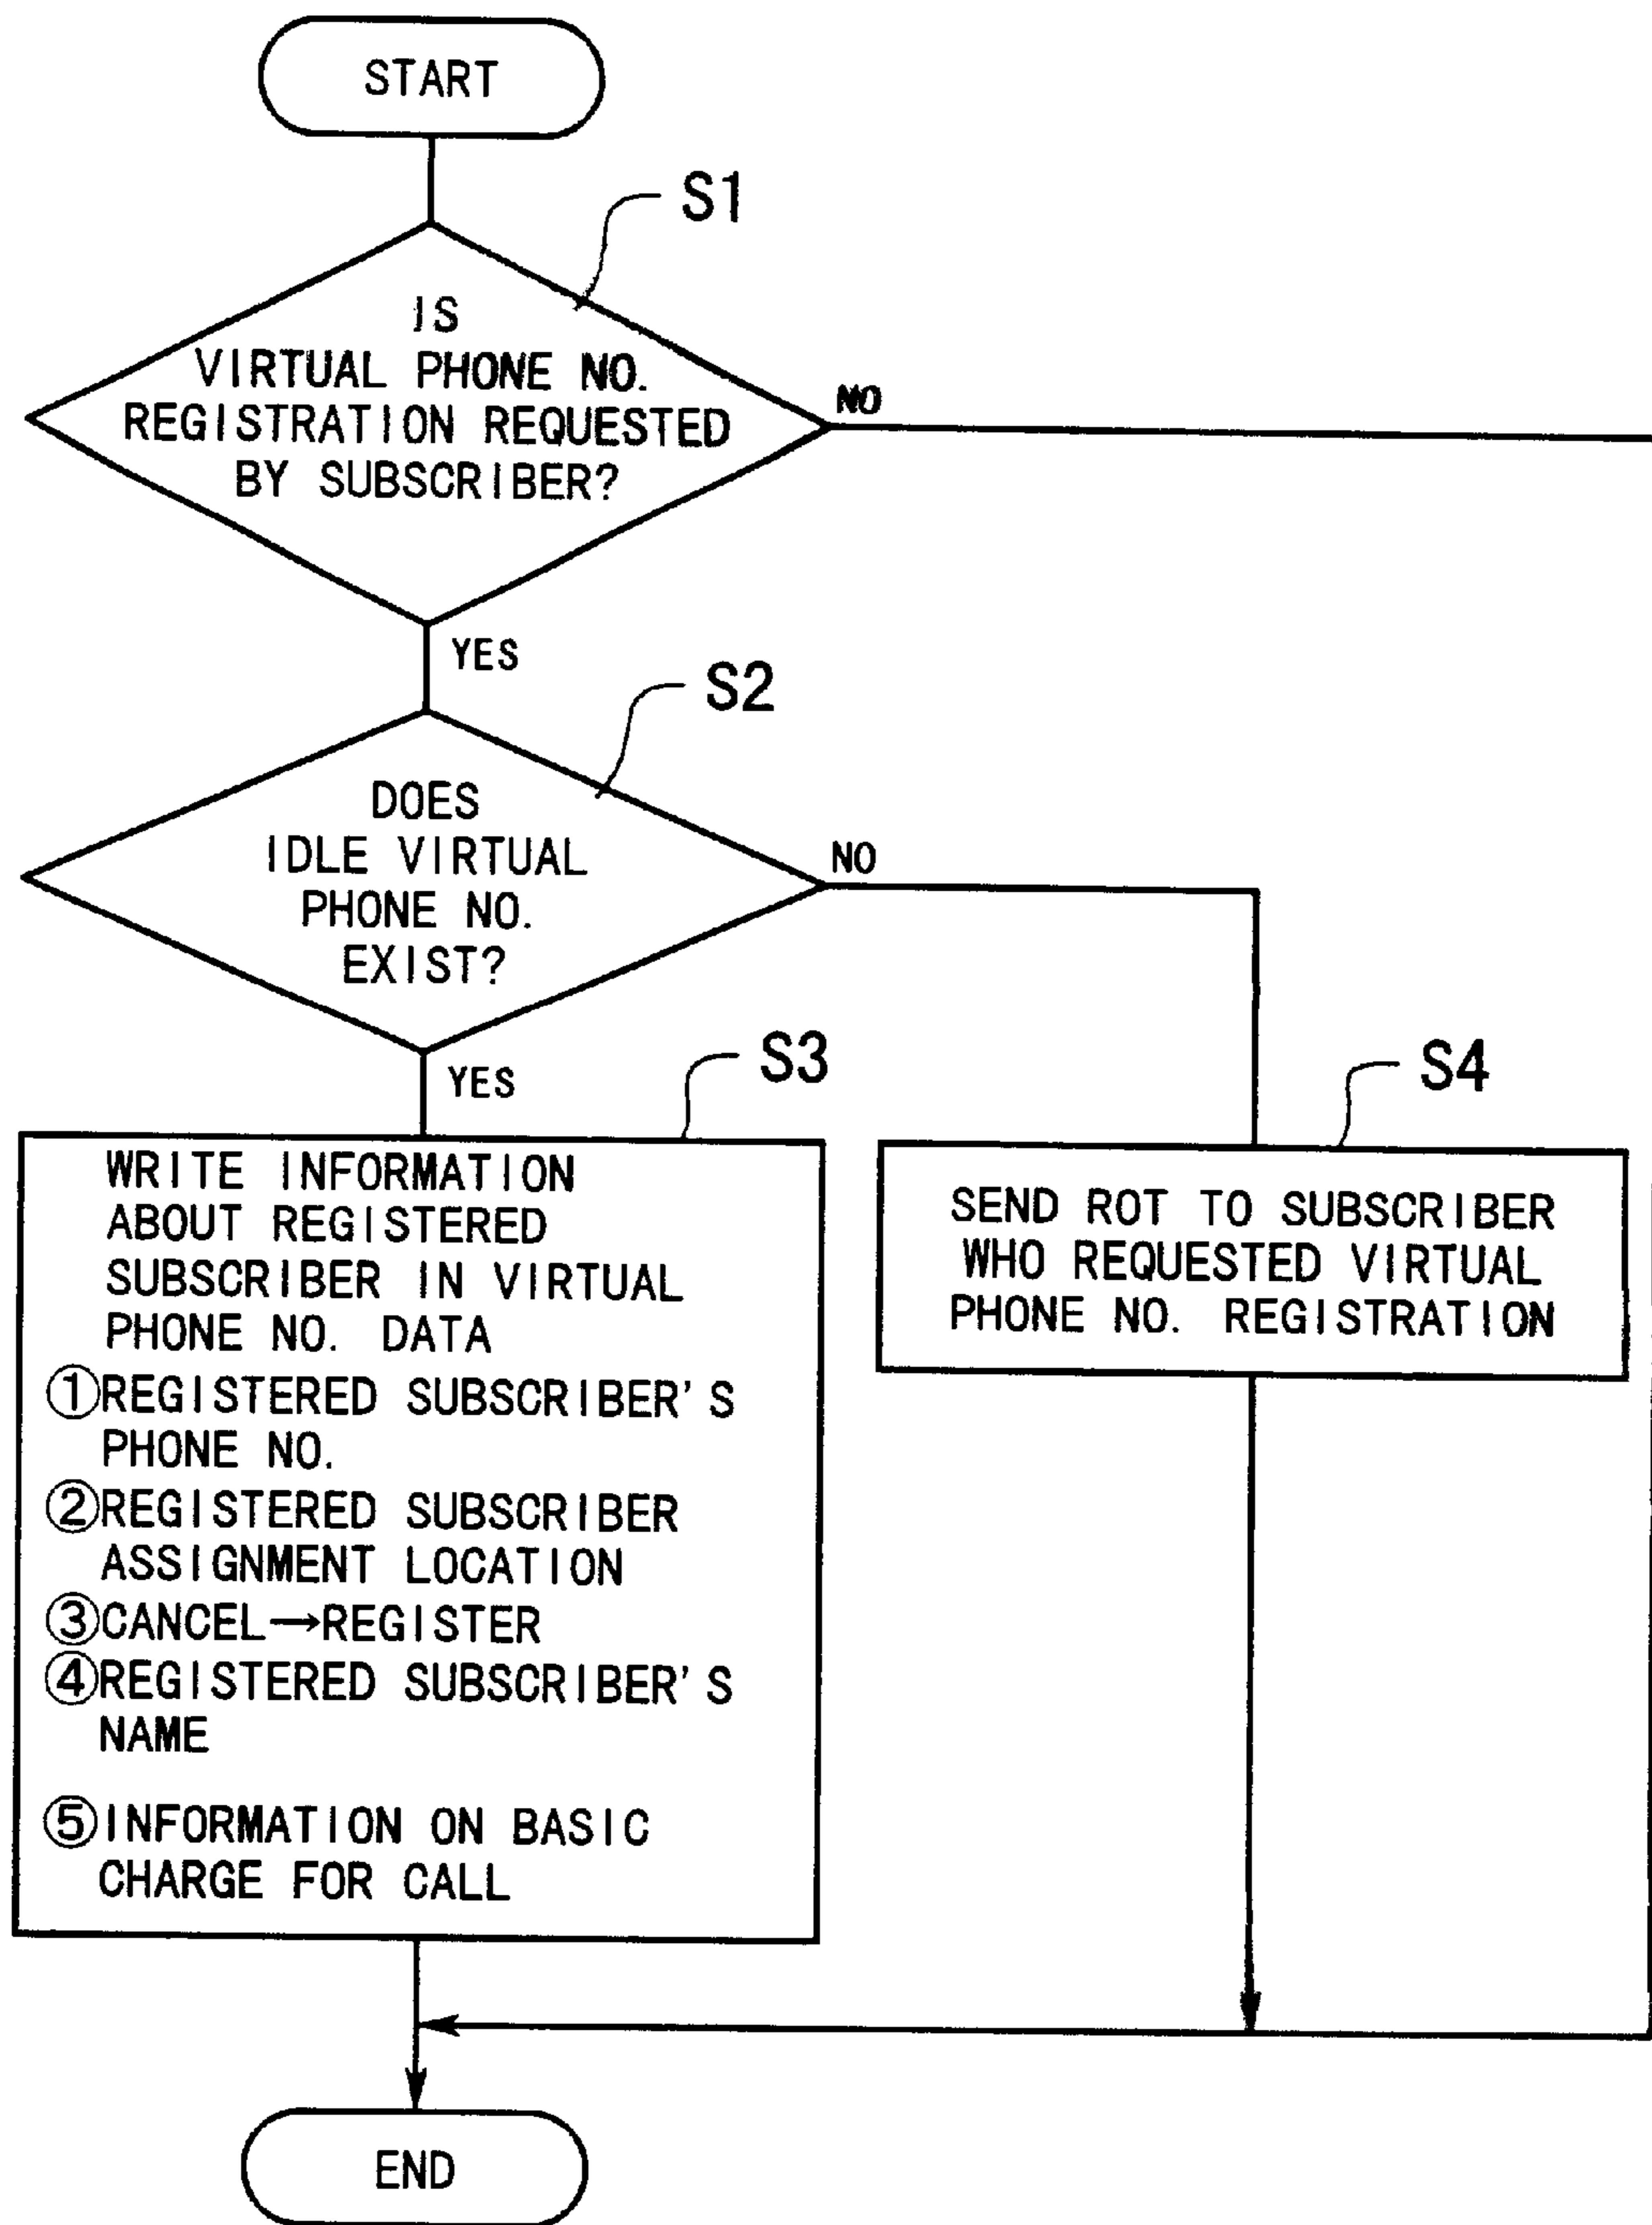 START
S1
IS
VIRTUAL PHONE NO.
REGISTRATION REQUESTED
BY SUBSCRIBER?
NO
YES
S2
DOES
IDLE VIRTUAL
PHONE NO.
EXIST?
NO
YES
S3
WRITE INFORMATION
ABOUT REGISTERED
SUBSCRIBER IN VIRTUAL
PHONE NO. DATA
①REGISTERED SUBSCRIBER'S
PHONE NO.
②REGISTERED SUBSCRIBER
ASSIGNMENT LOCATION
③CANCEL→REGISTER
④REGISTERED SUBSCRIBER'S
NAME
⑤INFORMATION ON BASIC
CHARGE FOR CALL
S4
SEND ROT TO SUBSCRIBER
WHO REQUESTED VIRTUAL
PHONE NO. REGISTRATION
END